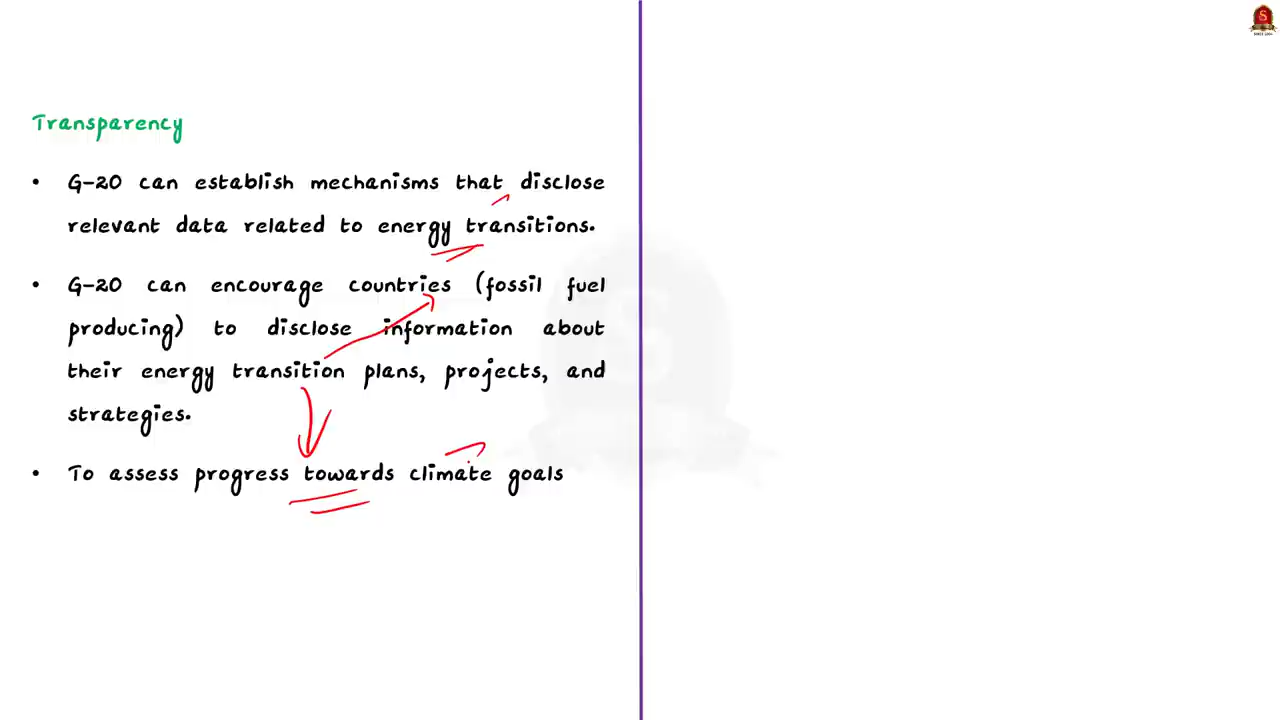 Transparency
• G-20 can establish mechanisms that disclose
relevant data related to energy transitions.
• G-20 can encourage countries (fossil fuel
producing) to disclose information about
their energy transition plans, projects, and
strategies.
• To assess progress towards climate goals